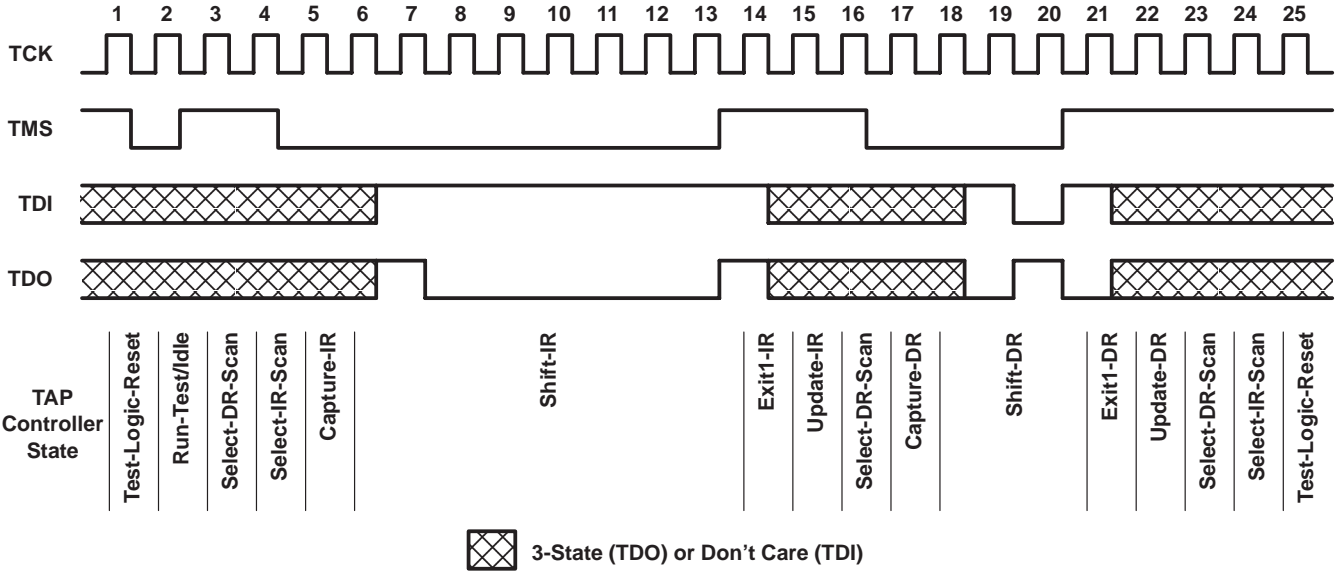 1 2 3 4 5 6 7 8 9 10 11 12 13 14 15 16 17 18 19 20 21 22 23 24 25
TCK
TMS
TDI
TDO
TAP
Controller
State
Test-Logic-Reset
Run-Test/Idle
Select-DR-Scan
Select-IR-Scan
Capture-IR
Shift-IR
Exit1-IR
Update-IR
Select-DR-Scan
Capture-DR
Shift-DR
Exit1-DR
Update-DR
Select-DR-Scan
Select-IR-Scan
Test-Logic-Reset
3-State (TDO) or Don’t Care (TDI)